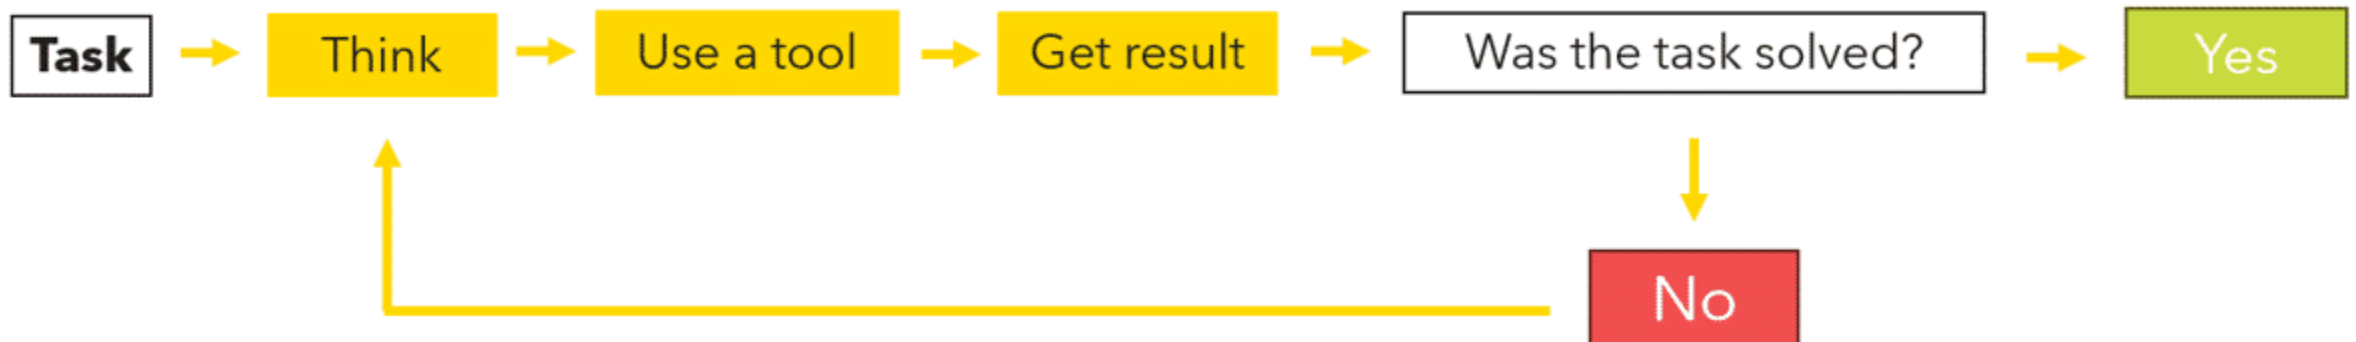 Task
Think
Use a tool
Get result
Was the task solved?
Yes
No